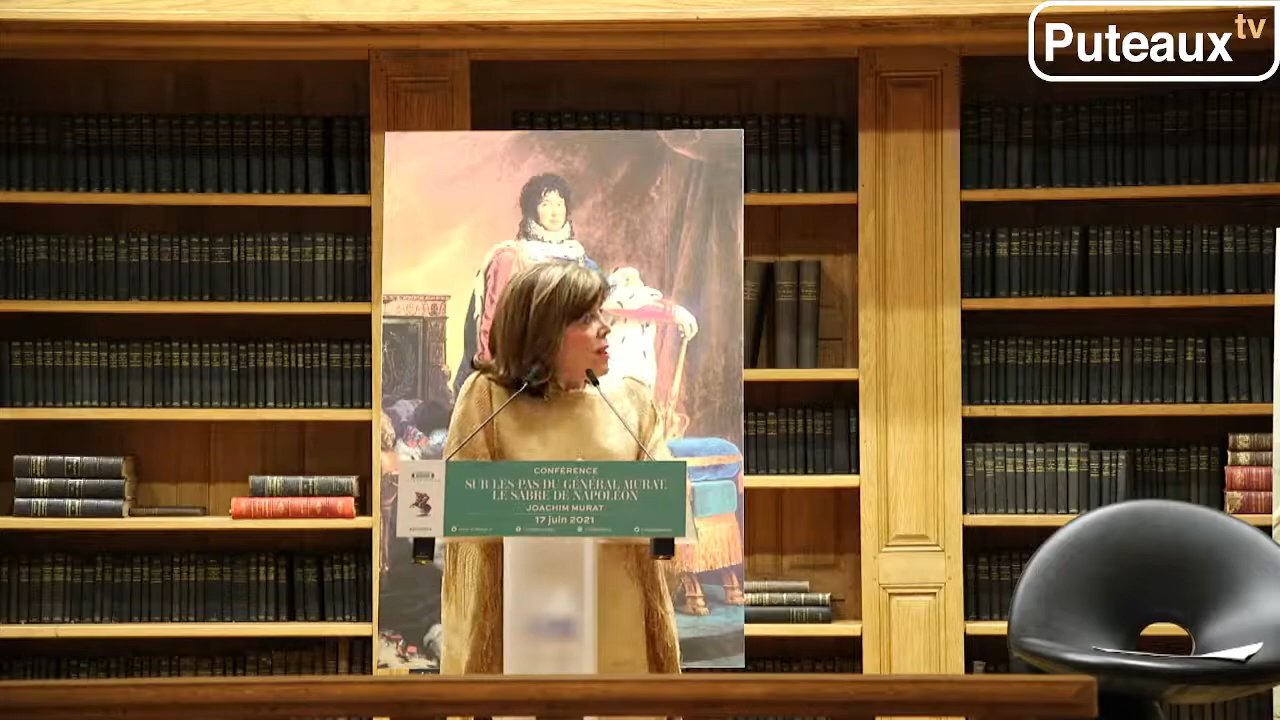 Puteaux tv
CONFÉRENCE
SUR LES PAS DU GÉNÉRAL MURAT,
LE SABRE DE NAPOLÉON
JOACHIM MURAT
17 juin 2021